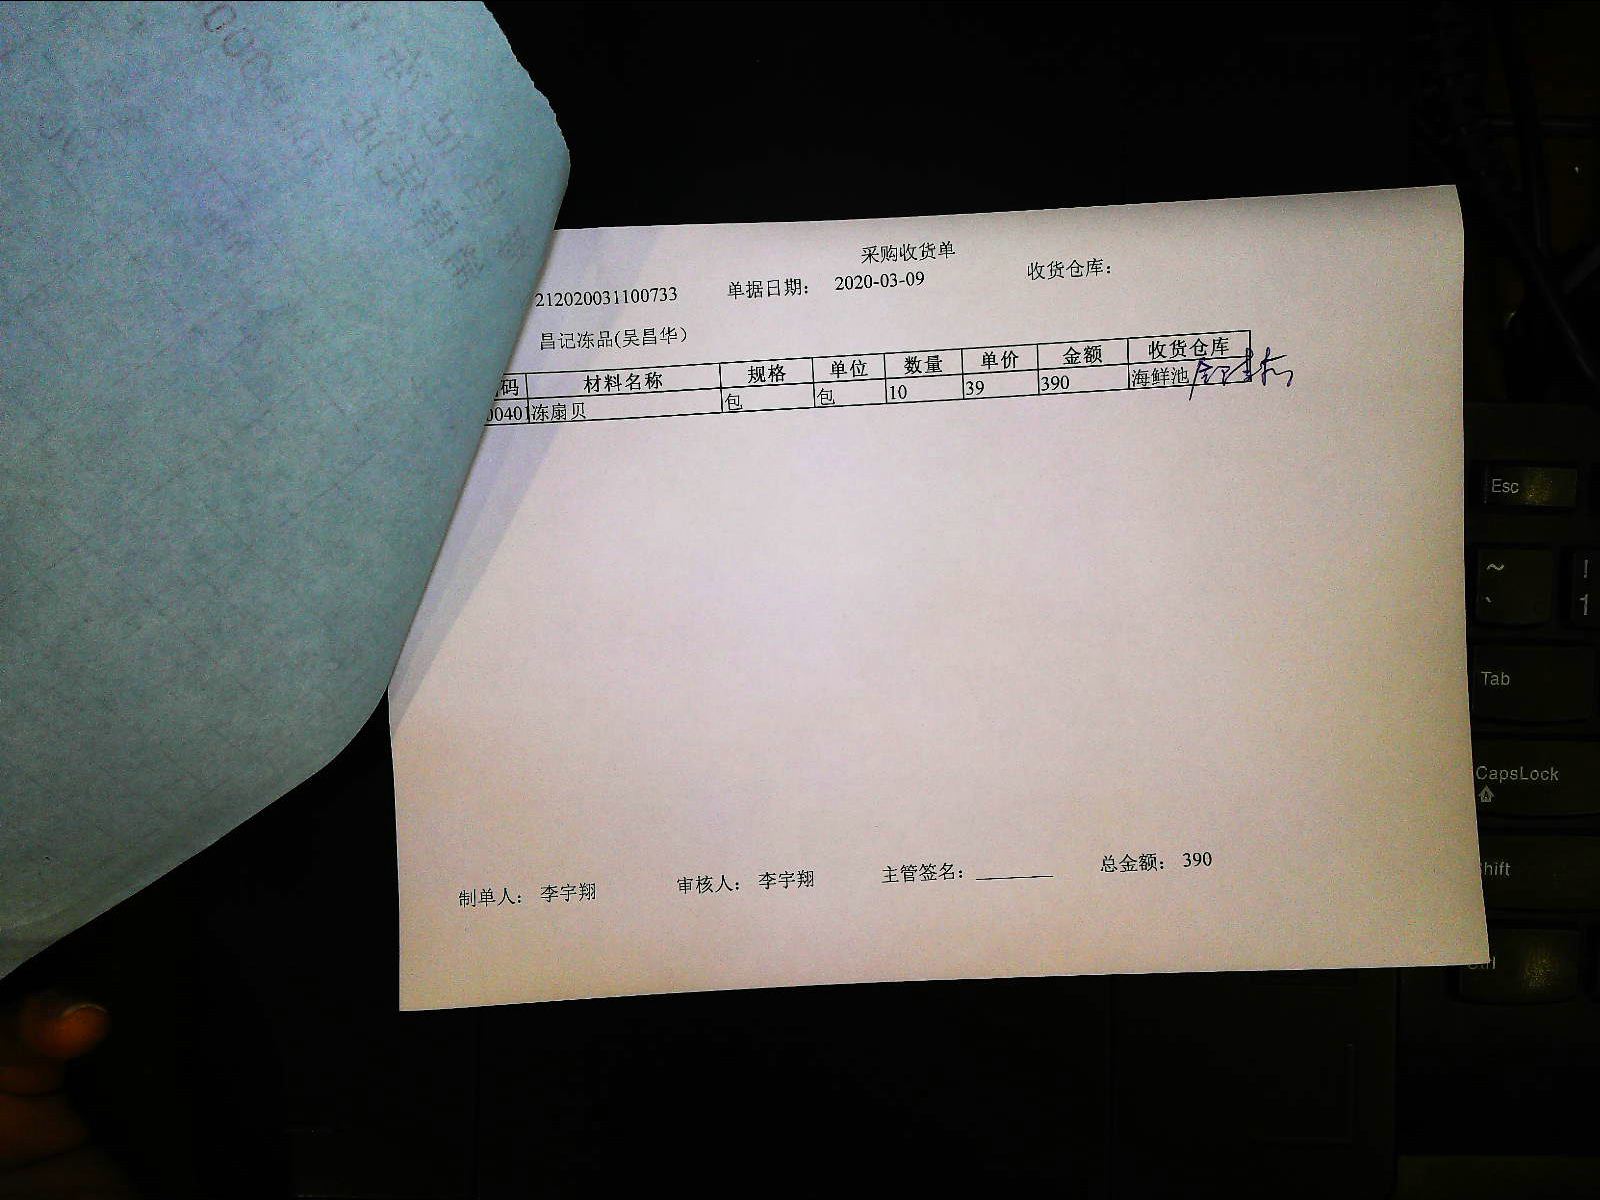 采购收货单
212020031100733 单据日期： 2020-03-09 收货仓库：
昌记冻品(吴昌华)
码 材料名称 规格 单位 数量 单价 金额 收货仓库
00401 冻扇贝 包 包 10 39 390 海鲜池
制单人： 李宇翔 审核人： 李宇翔 主管签名： 总金额： 390
Esc
~ !
` 1
Tab
CapsLock
hift
Ctrl